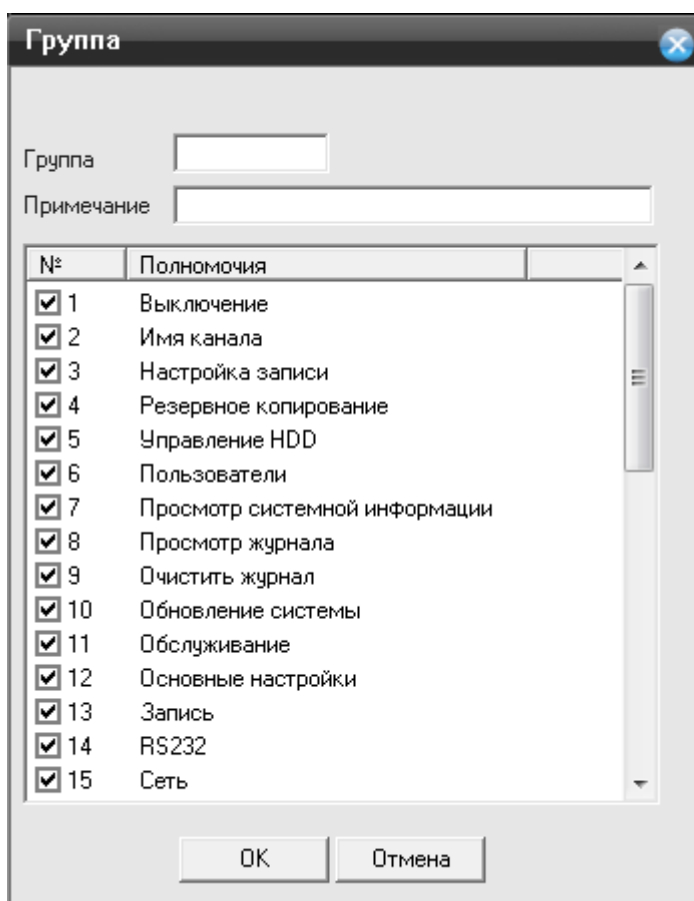 Группа
Группа
Примечание
№ Полномочия
1 Выключение
2 Имя канала
3 Настройка записи
4 Резервное копирование
5 Управление HDD
6 Пользователи
7 Просмотр системной информации
8 Просмотр журнала
9 Очистить журнал
10 Обновление системы
11 Обслуживание
12 Основные настройки
13 Запись
14 RS232
15 Сеть
OK Отмена